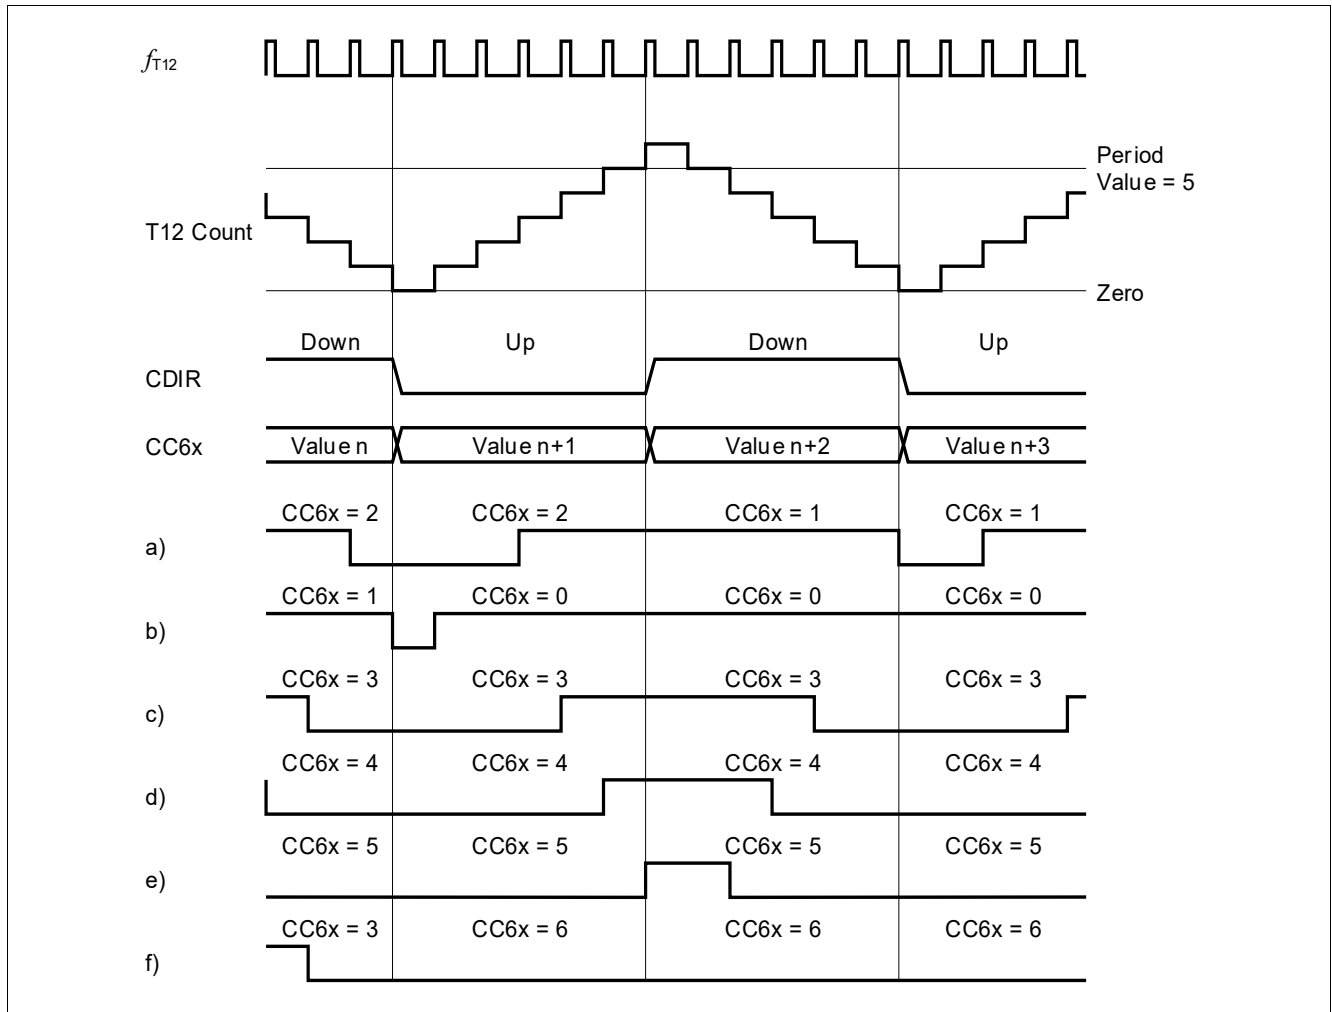 fT12
Period
Value = 5
T12 Count
Zero
Down Up Down Up
CDIR
CC6x Value n Value n+1 Value n+2 Value n+3
CC6x = 2 CC6x = 2 CC6x = 1 CC6x = 1
a)
CC6x = 1 CC6x = 0 CC6x = 0 CC6x = 0
b)
CC6x = 3 CC6x = 3 CC6x = 3 CC6x = 3
c)
CC6x = 4 CC6x = 4 CC6x = 4 CC6x = 4
d)
CC6x = 5 CC6x = 5 CC6x = 5 CC6x = 5
e)
CC6x = 3 CC6x = 6 CC6x = 6 CC6x = 6
f)